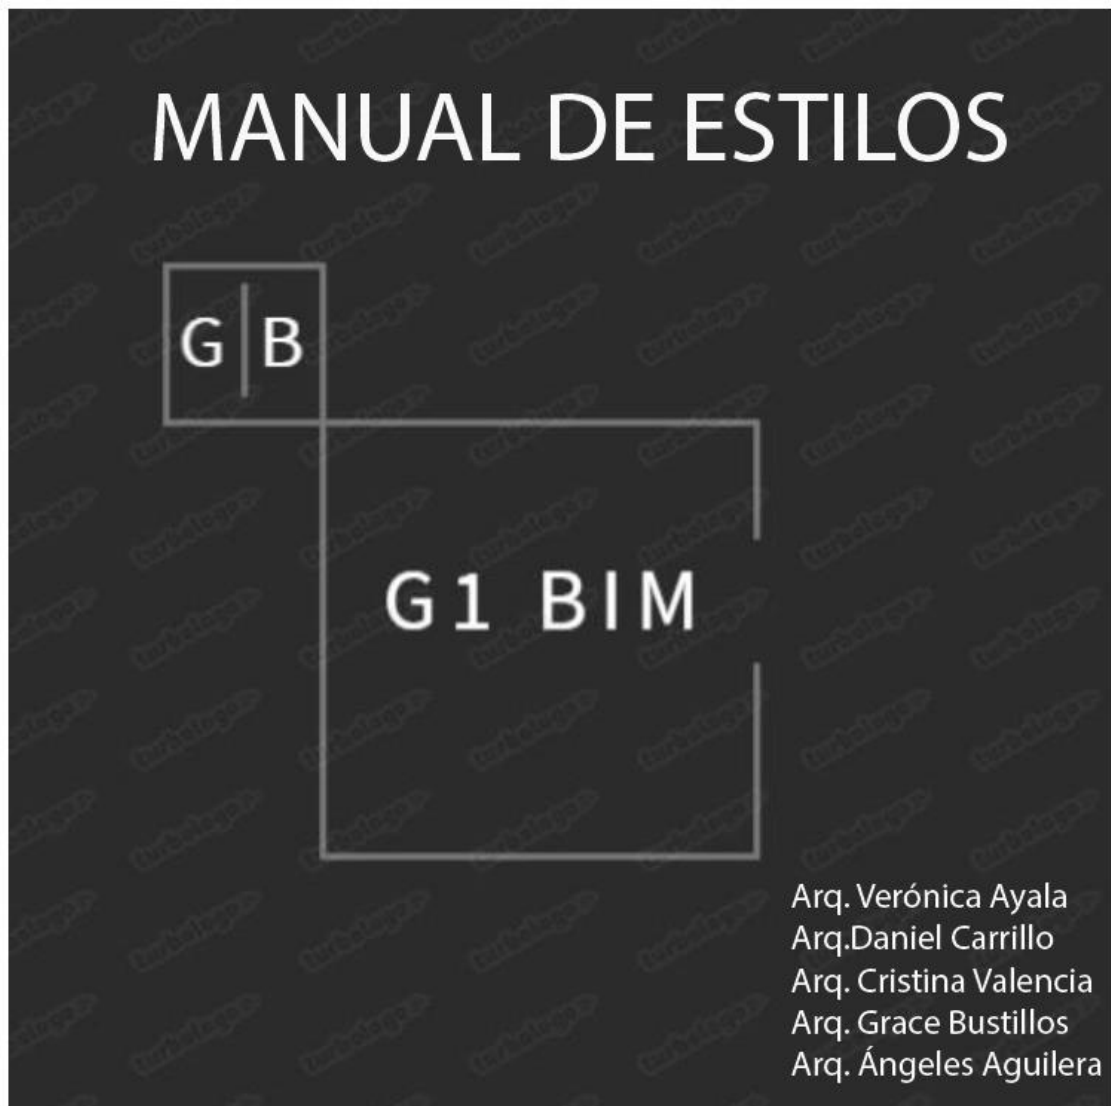 MANUAL DE ESTILOS
G|B
G1 BIM
Arq. Verónica Ayala
Arq.Daniel Carrillo
Arq. Cristina Valencia
Arq. Grace Bustillos
Arq. Ángeles Aguilera
turbologo